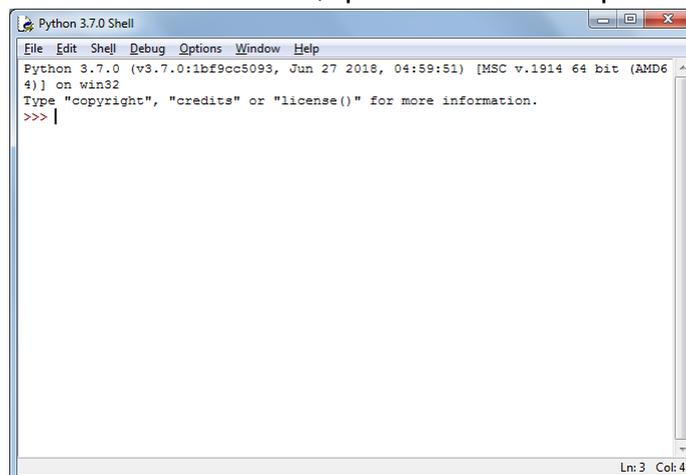 Python 3.7.0 Shell
File Edit Shell Debug Options Window Help
Python 3.7.0 (v3.7.0:1bf9cc5093, Jun 27 2018, 04:59:51) [MSC v.1914 64 bit (AMD6
4)] on win32
Type "copyright", "credits" or "license()" for more information.
>>>
Ln: 3 Col: 4